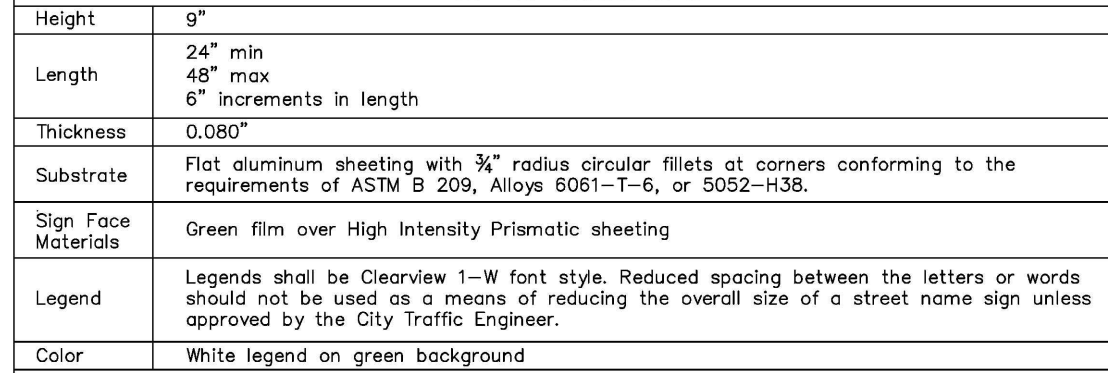 Height 9"
24" min
Length 48" max
6" increments in length
Thickness 0.080"
Substrate Flat aluminum sheeting with ¾" radius circular fillets at corners conforming to the
requirements of ASTM B 209, Alloys 6061-T-6, or 5052-H38.
Sign Face
Materials Green film over High Intensity Prismatic sheeting
Legend Legends shall be Clearview 1-W font style. Reduced spacing between the letters or words
should not be used as a means of reducing the overall size of a street name sign unless
approved by the City Traffic Engineer.
Color White legend on green background